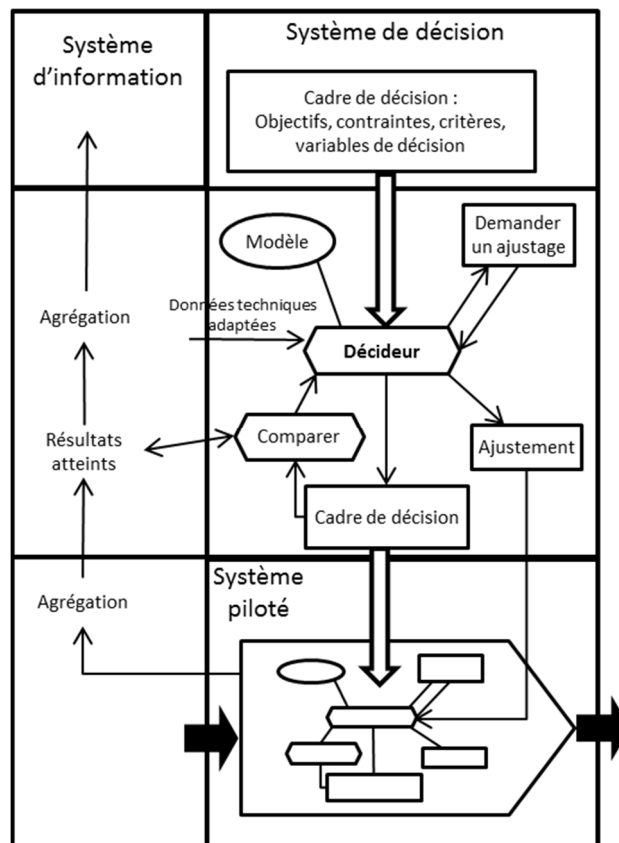 Système
d'information
Système de décision
Cadre de décision :
Objectifs, contraintes, critères,
variables de décision
Modèle
Demander
un ajustage
Agrégation
Données techniques
adaptées
Décideur
Résultats
atteints
Comparer
Ajustement
Cadre de décision
Système
piloté
Agrégation